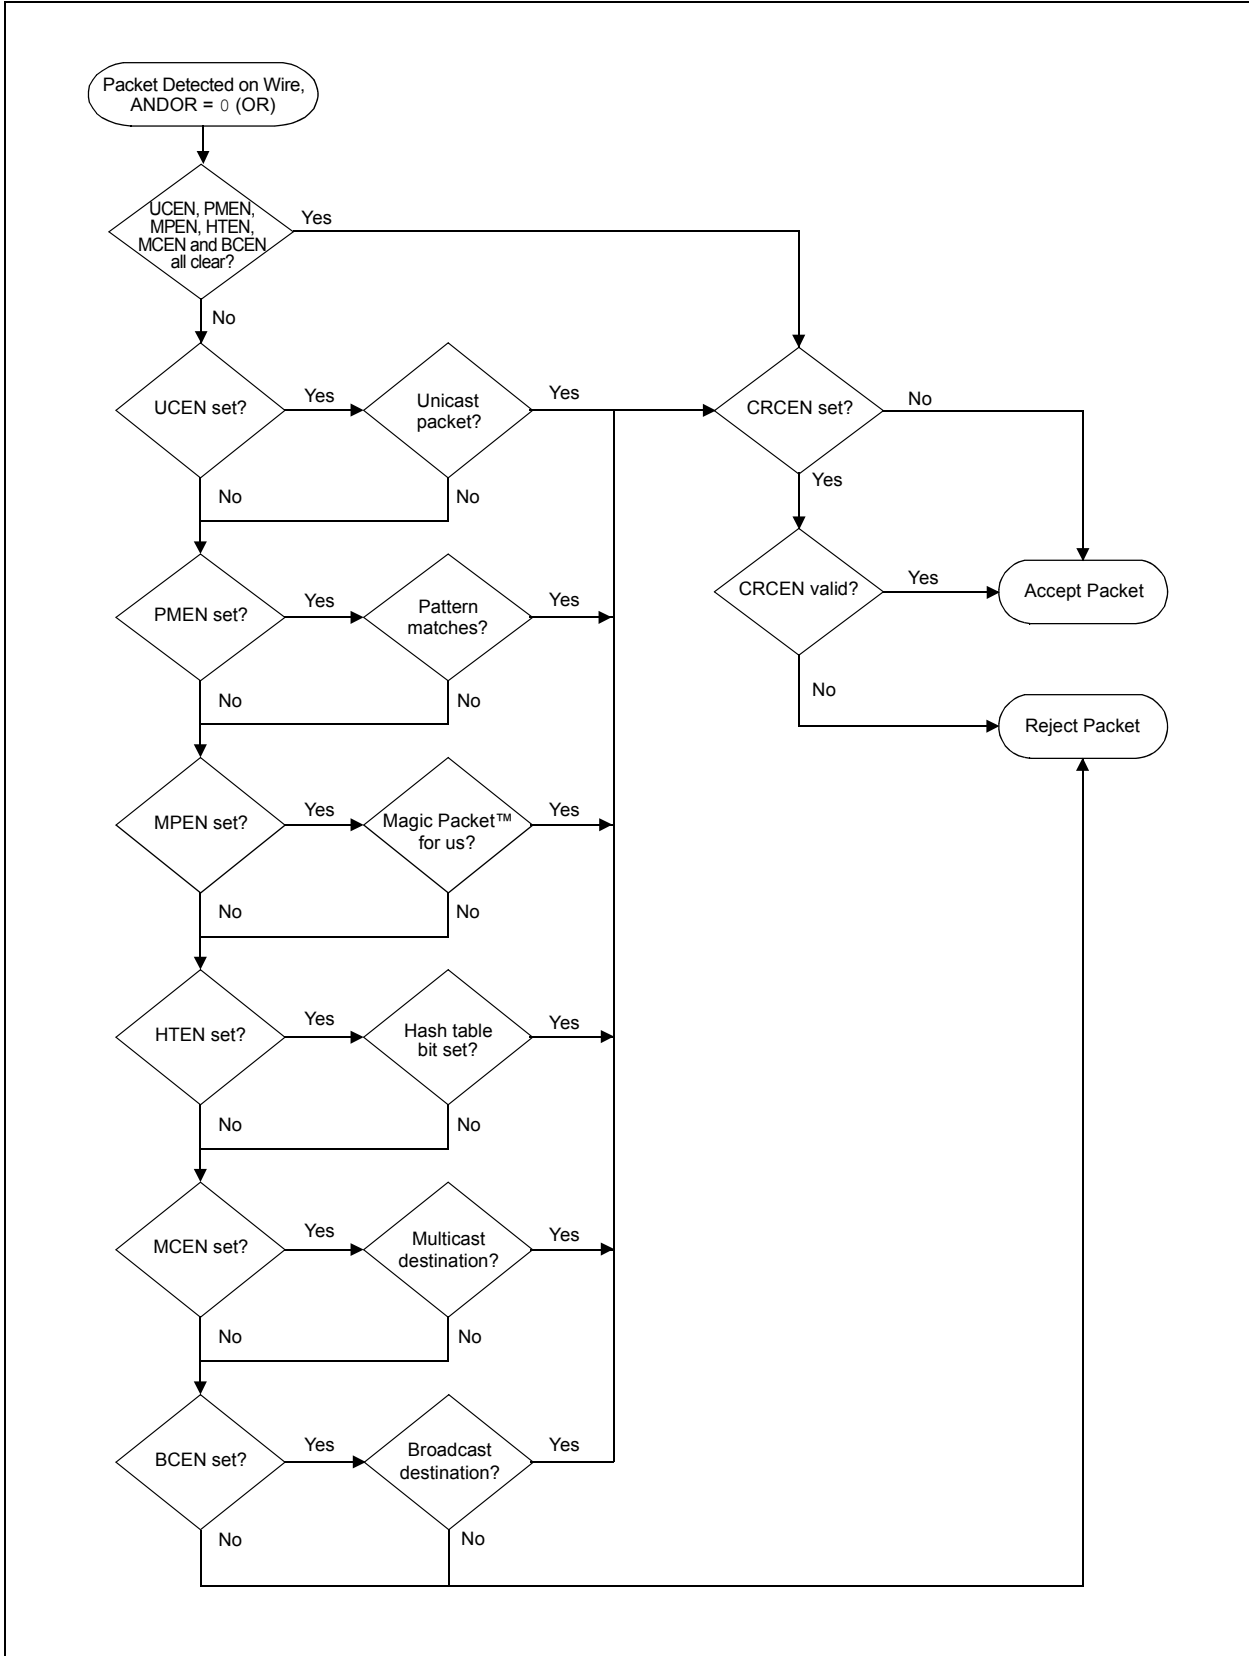 Packet Detected on Wire,
ANDOR = 0 (OR)
UCEN, PMEN,
MPEN, HTEN,
MCEN and BCEN
all clear?
Yes
No
UCEN set?
Yes
Unicast
packet?
Yes
CRCEN set?
No
No
No
Yes
PMEN set?
Yes
Pattern
matches?
Yes
CRCEN valid?
Yes
Accept Packet
No
No
No
Reject Packet
MPEN set?
Yes
Magic Packet™
for us?
Yes
No
No
HTEN set?
Yes
Hash table
bit set?
Yes
No
No
MCEN set?
Yes
Multicast
destination?
Yes
No
No
BCEN set?
Yes
Broadcast
destination?
Yes
No
No